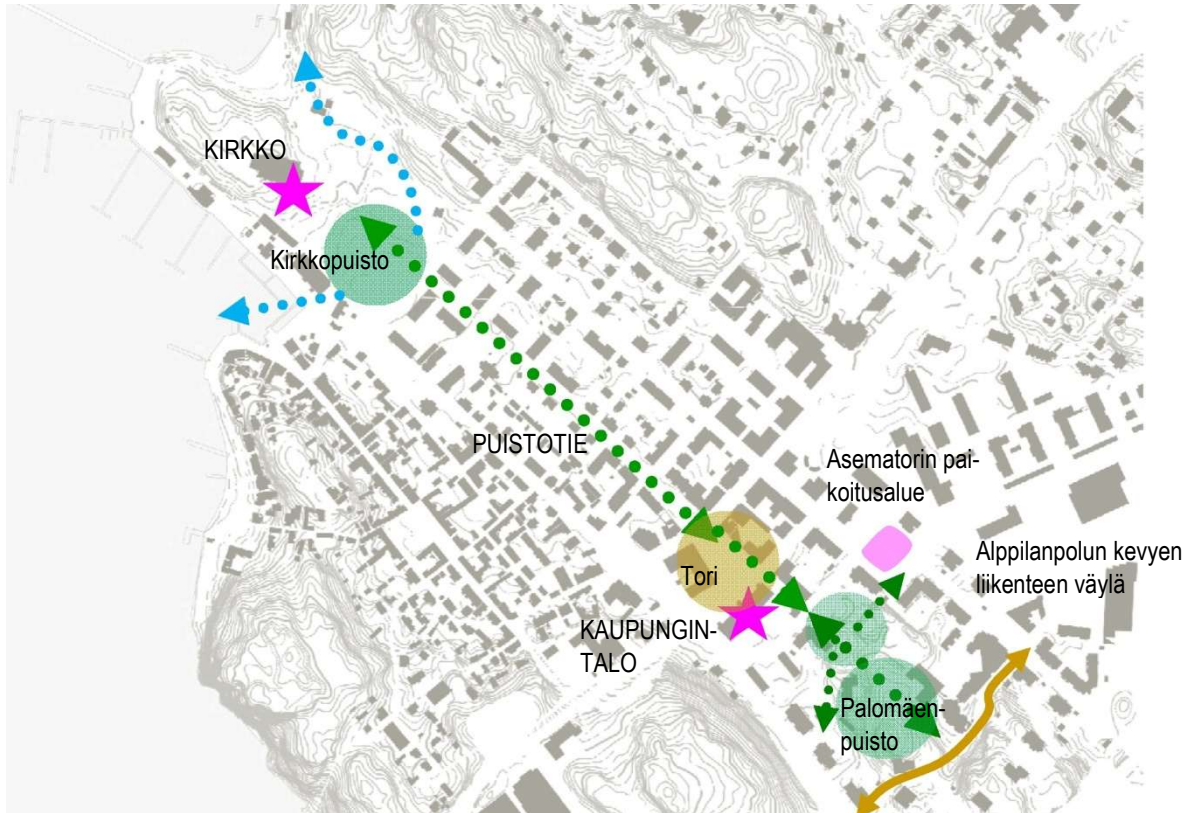 KIRKKO
Kirkkopuisto
PUISTOTIE
Asematorin pai-
koitusalue
Alppilanpolun kevyen
liikenteen väylä
Tori
KAUPUNGIN-
TALO
Palomäen-
puisto